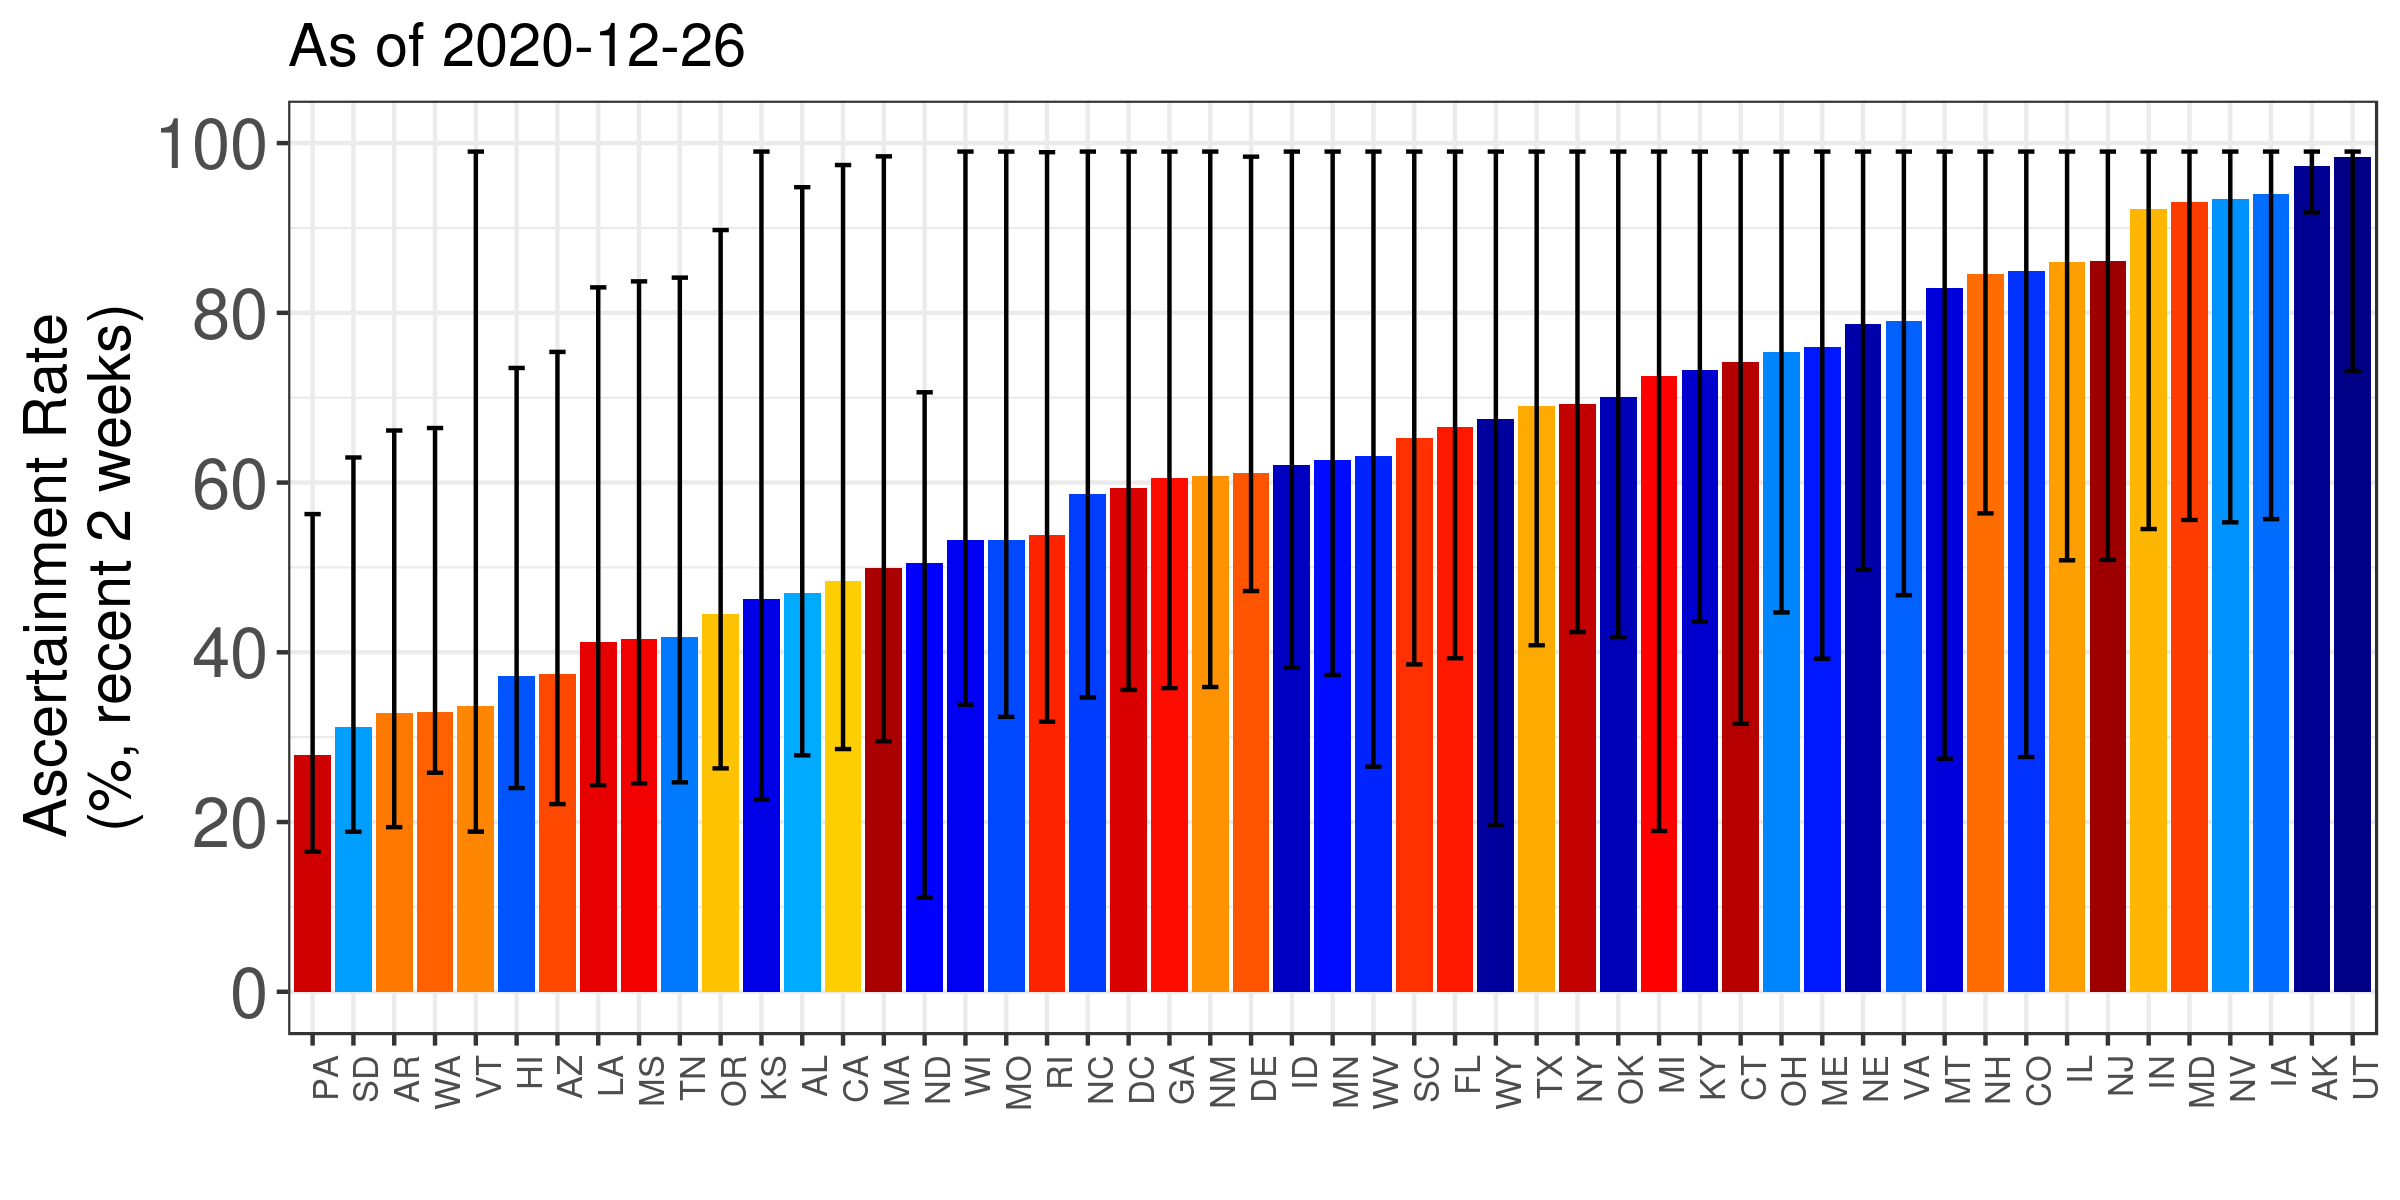 As of 2020-12-26
Ascertainment Rate
(%, recent 2 weeks)
100
80
60
40
20
0
PA SD AR WA VT HI AZ LA MS TN OR KS AL CA MA ND WI MO RI NC DC GA NM DE ID MN WV SC FL WY TX NY OK MI KY CT OH ME NE VA MT NH CO IL NJ IN MD NV IA AK UT